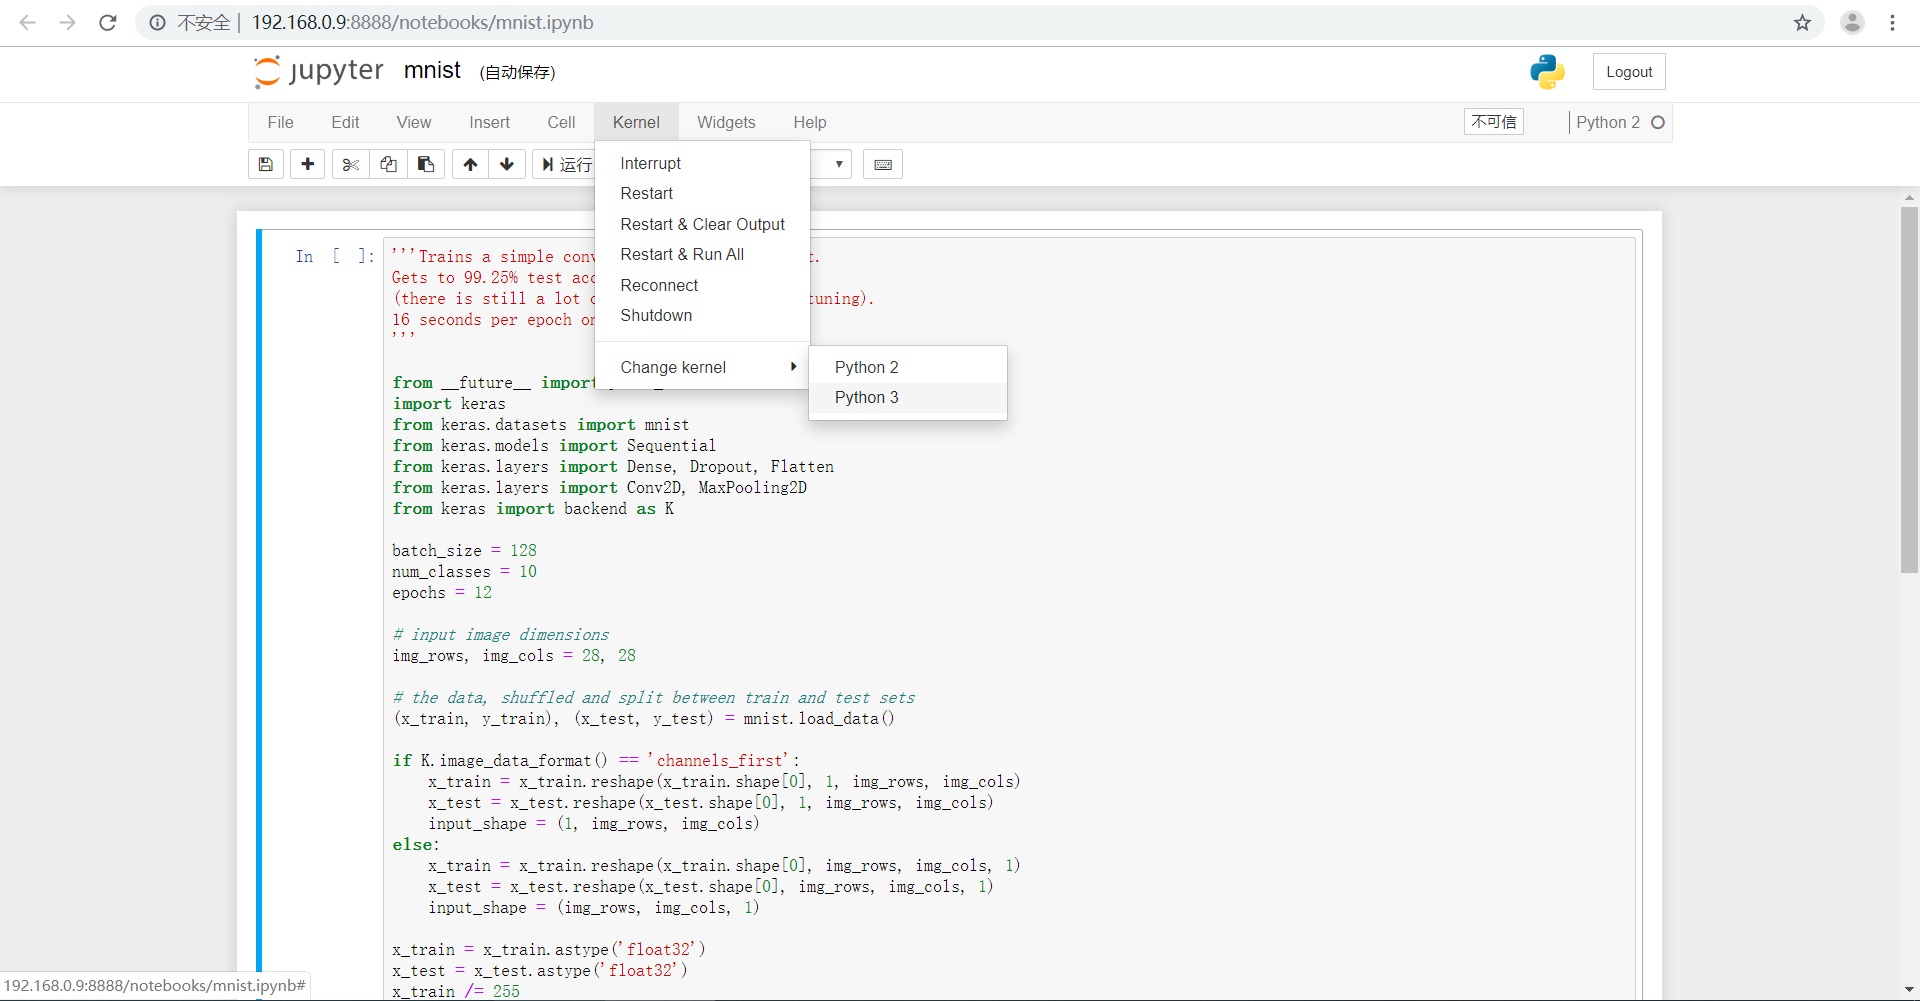 不安全 | 192.168.0.9:8888/notebooks/mnist.ipynb
jupyter mnist (自动保存)
Logout
File Edit View Insert Cell Kernel Widgets Help 不可信 | Python 2
运行
Interrupt
Restart
Restart & Clear Output
Restart & Run All
Reconnect
Shutdown
Change kernel
Python 2
Python 3
In [ ]: '''Trains a simple conv t.
Gets to 99.25% test acc
(there is still a lot o tuning).
16 seconds per epoch on
'''
from __future__ import
import keras
from keras.datasets import mnist
from keras.models import Sequential
from keras.layers import Dense, Dropout, Flatten
from keras.layers import Conv2D, MaxPooling2D
from keras import backend as K
batch_size = 128
num_classes = 10
epochs = 12
# input image dimensions
img_rows, img_cols = 28, 28
# the data, shuffled and split between train and test sets
(x_train, y_train), (x_test, y_test) = mnist.load_data()
if K.image_data_format() == 'channels_first':
    x_train = x_train.reshape(x_train.shape[0], 1, img_rows, img_cols)
    x_test = x_test.reshape(x_test.shape[0], 1, img_rows, img_cols)
    input_shape = (1, img_rows, img_cols)
else:
    x_train = x_train.reshape(x_train.shape[0], img_rows, img_cols, 1)
    x_test = x_test.reshape(x_test.shape[0], img_rows, img_cols, 1)
    input_shape = (img_rows, img_cols, 1)
x_train = x_train.astype('float32')
x_test = x_test.astype('float32')
x_train /= 255
192.168.0.9:8888/notebooks/mnist.ipynb#